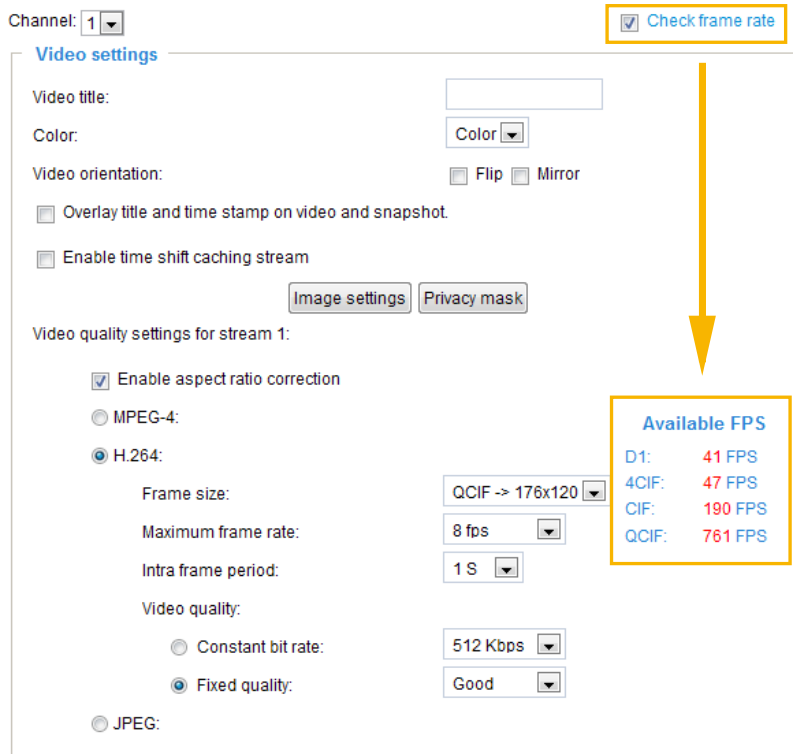 Channel: 1
Check frame rate
Video settings
Video title:
Color: Color
Video orientation: Flip Mirror
Overlay title and time stamp on video and snapshot.
Enable time shift caching stream
Image settings Privacy mask
Video quality settings for stream 1:
Enable aspect ratio correction
MPEG-4:
H.264:
Frame size: QCIF -> 176x120
Maximum frame rate: 8 fps
Intra frame period: 1 S
Video quality:
Constant bit rate: 512 Kbps
Fixed quality: Good
JPEG:
Available FPS
D1: 41 FPS
4CIF: 47 FPS
CIF: 190 FPS
QCIF: 761 FPS